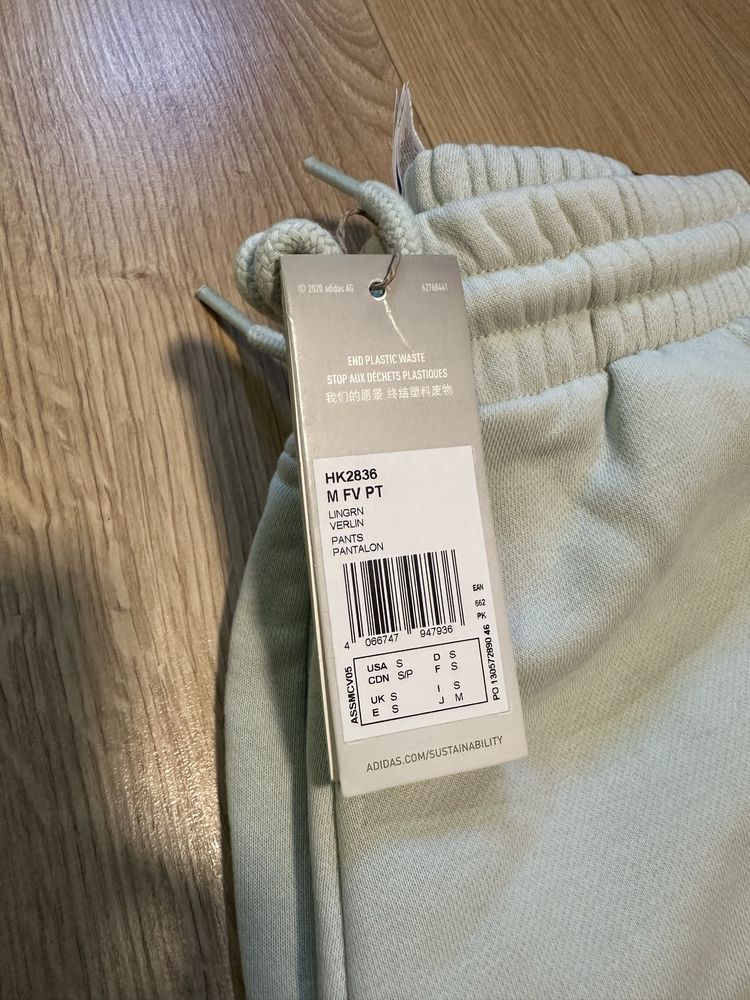 © 2020 adidas AG 62768441
END PLASTIC WASTE
STOP AUX DÉCHETS PLASTIQUES
我们的愿景 终结塑料废物
HK2836
M FV PT
LINGRN
VERLIN
PANTS
PANTALON
EAN
662
PK
4 066747 947936
ASSMCV05
USA S D S
CDN S/P F S
UK S I S
E S J M
PO 130572890 46
ADIDAS.COM/SUSTAINABILITY